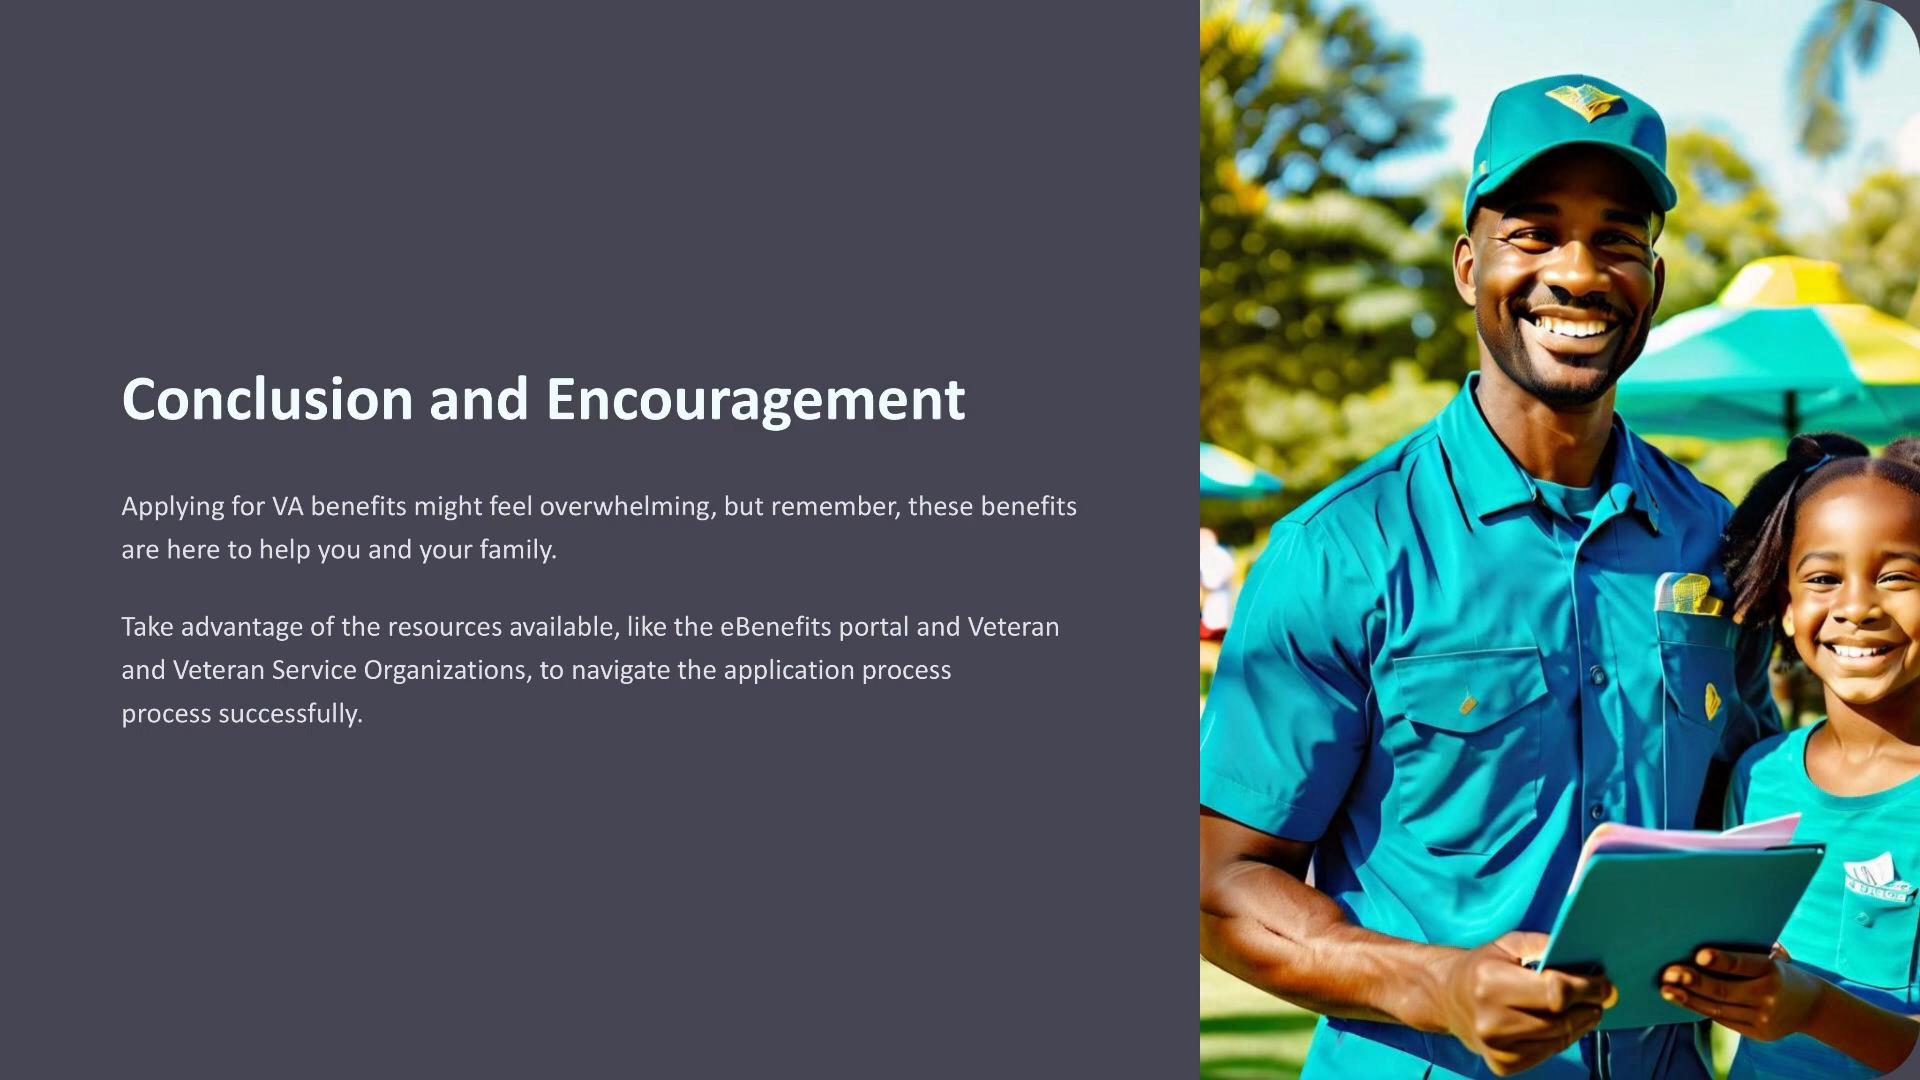 Conclusion and Encouragement
Applying for VA benefits might feel overwhelming, but remember, these benefits
are here to help you and your family.
Take advantage of the resources available, like the eBenefits portal and Veteran
and Veteran Service Organizations, to navigate the application process
process successfully.